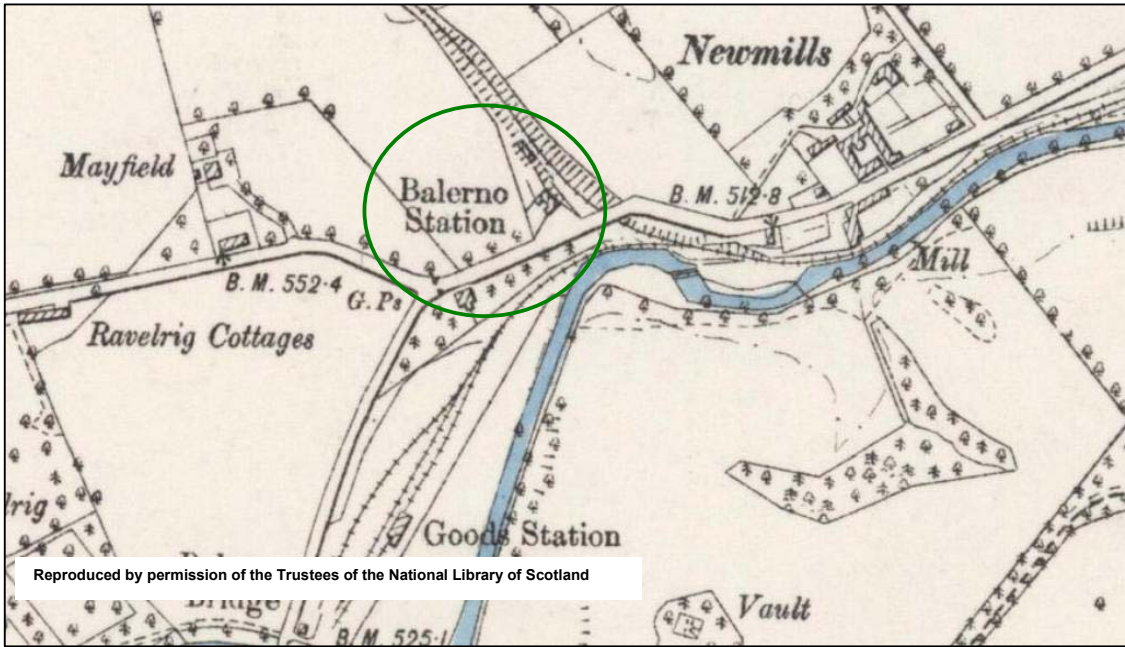 Newmills
Mayfield
Balerno
Station
B. M. 512·8
B. M. 552·4
G. Ps
Mill
Ravelrig Cottages
Goods Station
Reproduced by permission of the Trustees of the National Library of Scotland
Bridge
Vault
B. M. 525·1